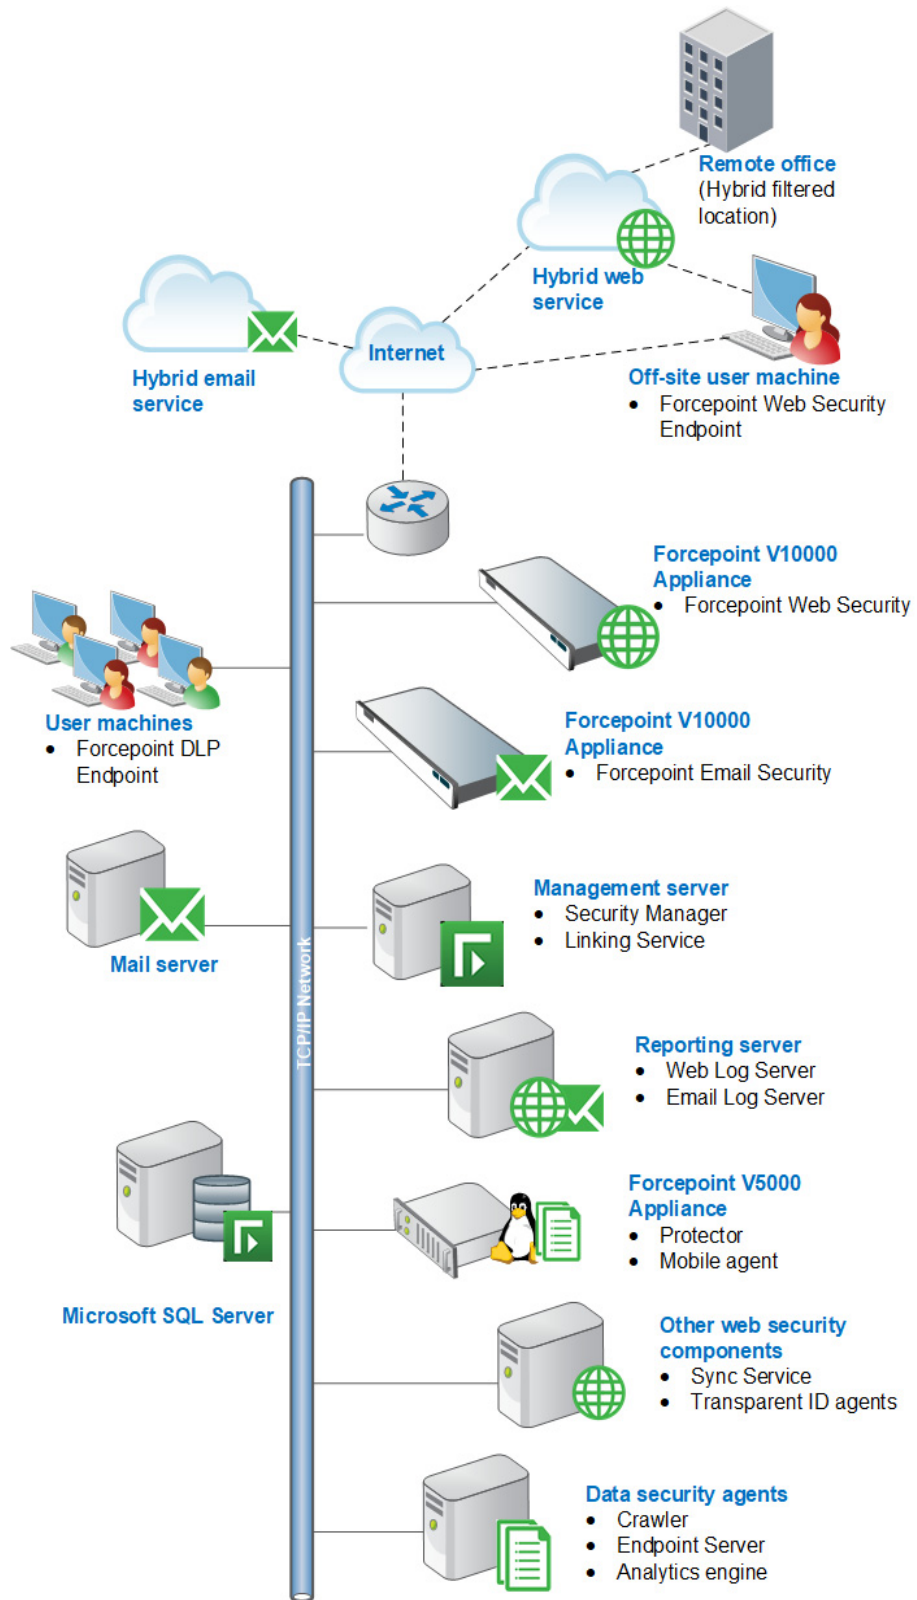 Remote office
(Hybrid filtered
location)
Hybrid web
service
Internet
Hybrid email
service
Off-site user machine
• Forcepoint Web Security
Endpoint
Forcepoint V10000
Appliance
• Forcepoint Web Security
User machines
• Forcepoint DLP
Endpoint
Forcepoint V10000
Appliance
• Forcepoint Email Security
Management server
• Security Manager
• Linking Service
Mail server
TCP/IP Network
Reporting server
• Web Log Server
• Email Log Server
Forcepoint V5000
Appliance
• Protector
• Mobile agent
Microsoft SQL Server
Other web security
components
• Sync Service
• Transparent ID agents
Data security agents
• Crawler
• Endpoint Server
• Analytics engine